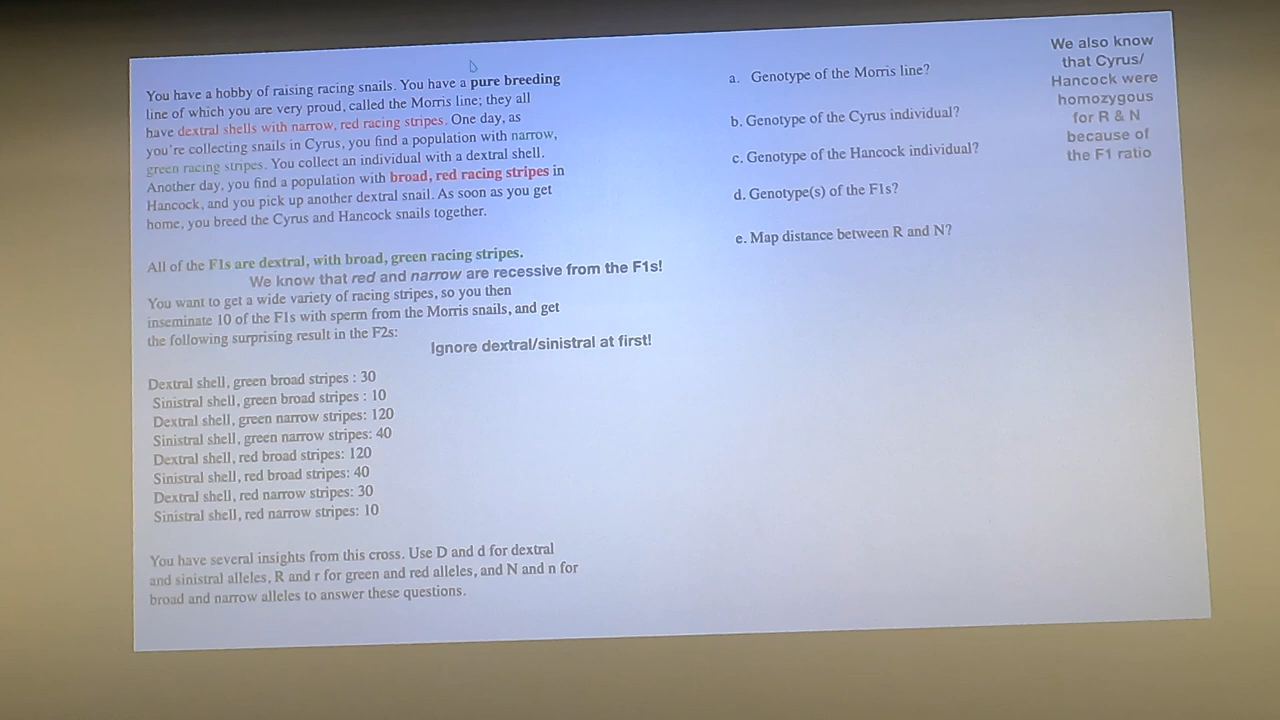 You have a hobby of raising racing snails. You have a pure breeding
line of which you are very proud, called the Morris line; they all
have dextral shells with narrow, red racing stripes. One day, as
you're collecting snails in Cyrus, you find a population with narrow,
green racing stripes. You collect an individual with a dextral shell.
Another day, you find a population with broad, red racing stripes in
Hancock, and you pick up another dextral snail. As soon as you get
home, you breed the Cyrus and Hancock snails together.
All of the F1s are dextral, with broad, green racing stripes.
We know that red and narrow are recessive from the F1s!
You want to get a wide variety of racing stripes, so you then
inseminate 10 of the F1s with sperm from the Morris snails, and get
the following surprising result in the F2s:
Ignore dextral/sinistral at first!
Dextral shell, green broad stripes : 30
Sinistral shell, green broad stripes : 10
Dextral shell, green narrow stripes: 120
Sinistral shell, green narrow stripes: 40
Dextral shell, red broad stripes: 120
Sinistral shell, red broad stripes: 40
Dextral shell, red narrow stripes: 30
Sinistral shell, red narrow stripes: 10
You have several insights from this cross. Use D and d for dextral
and sinistral alleles, R and r for green and red alleles, and N and n for
broad and narrow alleles to answer these questions.
a. Genotype of the Morris line?
b. Genotype of the Cyrus individual?
c. Genotype of the Hancock individual?
d. Genotype(s) of the F1s?
e. Map distance between R and N?
We also know
that Cyrus/
Hancock were
homozygous
for R & N
because of
the F1 ratio